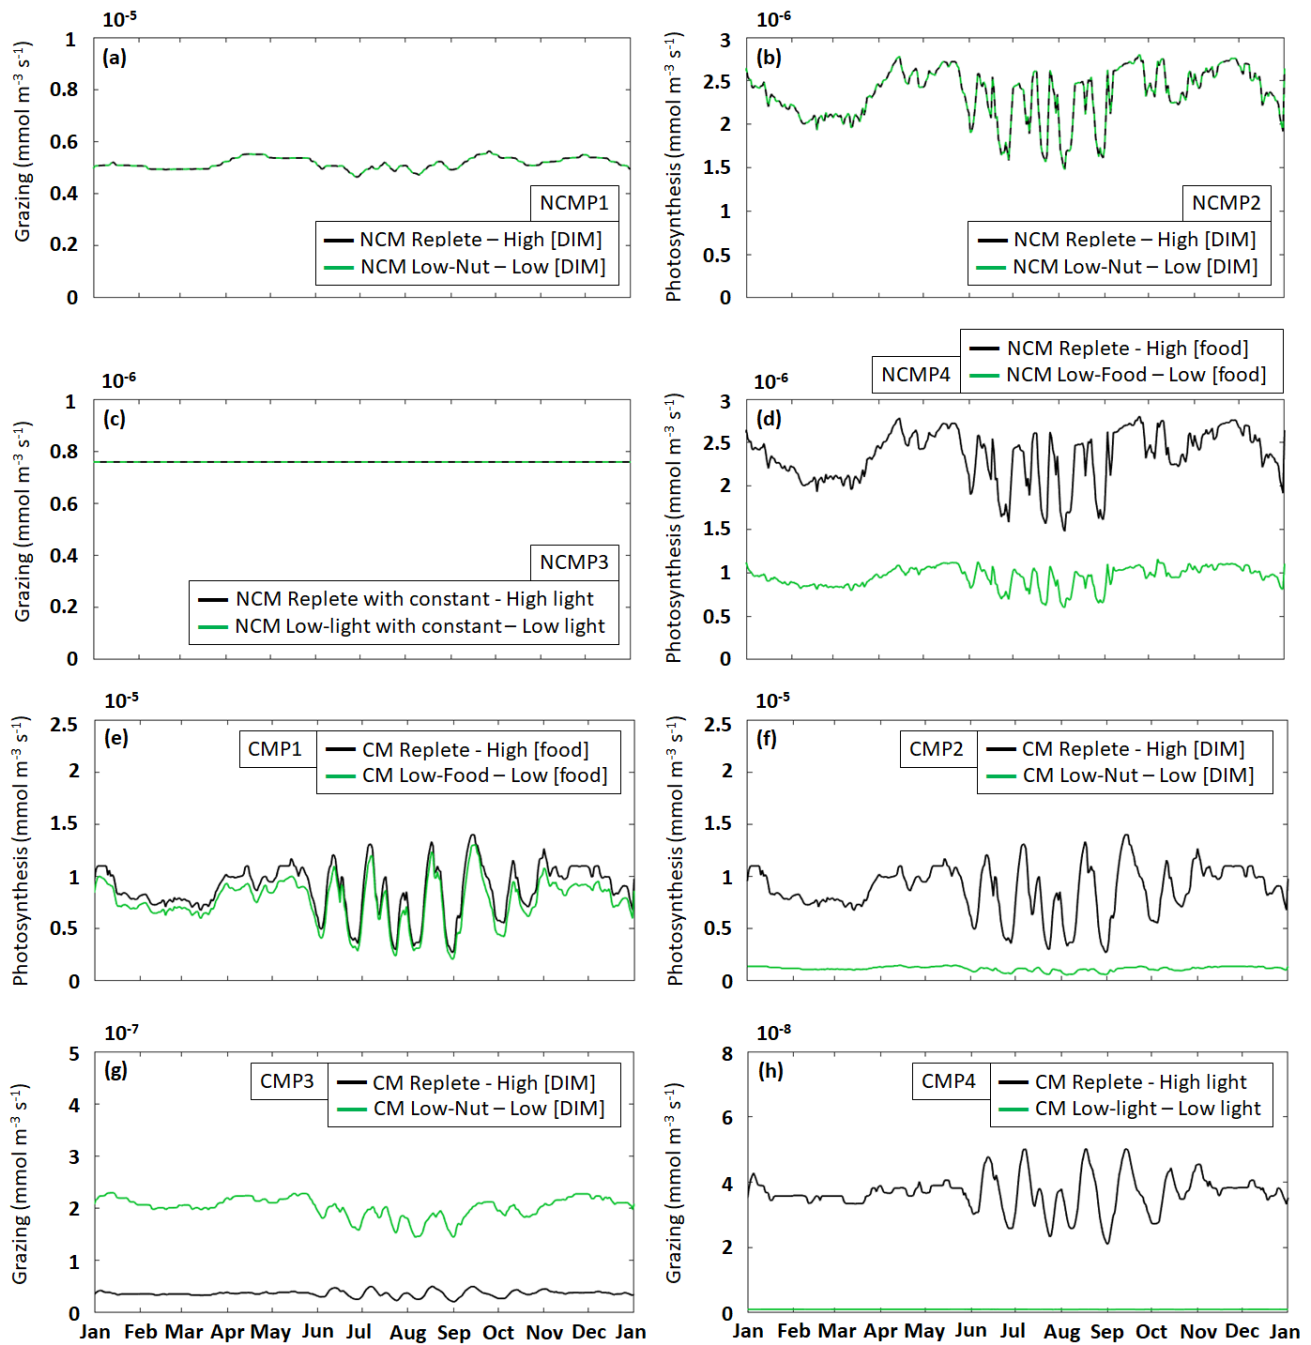 10-5
(a)
Grazing (mmol m-3 s-1)
1
0.8
0.6
0.4
0.2
0
NCMP1
NCM Replete – High [DIM]
NCM Low-Nut – Low [DIM]
10-6
(b)
Photosynthesis (mmol m-3 s-1)
3
2.5
2
1.5
1
0.5
0
NCMP2
NCM Replete – High [DIM]
NCM Low-Nut – Low [DIM]
10-6
(c)
Grazing (mmol m-3 s-1)
1
0.8
0.6
0.4
0.2
0
NCMP3
NCM Replete with constant - High light
NCM Low-light with constant – Low light
NCMP4
NCM Replete - High [food]
NCM Low-Food – Low [food]
10-6
(d)
Photosynthesis (mmol m-3 s-1)
3
2.5
2
1.5
1
0.5
0
10-5
(e)
Photosynthesis (mmol m-3 s-1)
2.5
2
1.5
1
0.5
0
CMP1
CM Replete - High [food]
CM Low-Food – Low [food]
10-5
(f)
Photosynthesis (mmol m-3 s-1)
2.5
2
1.5
1
0.5
0
CMP2
CM Replete - High [DIM]
CM Low-Nut – Low [DIM]
10-7
(g)
Grazing (mmol m-3 s-1)
5
4
3
2
1
0
CMP3
CM Replete - High [DIM]
CM Low-Nut – Low [DIM]
Jan Feb Mar Apr May Jun Jul Aug Sep Oct Nov Dec Jan
10-8
(h)
Grazing (mmol m-3 s-1)
8
6
4
2
0
CMP4
CM Replete - High light
CM Low-light – Low light
Jan Feb Mar Apr May Jun Jul Aug Sep Oct Nov Dec Jan